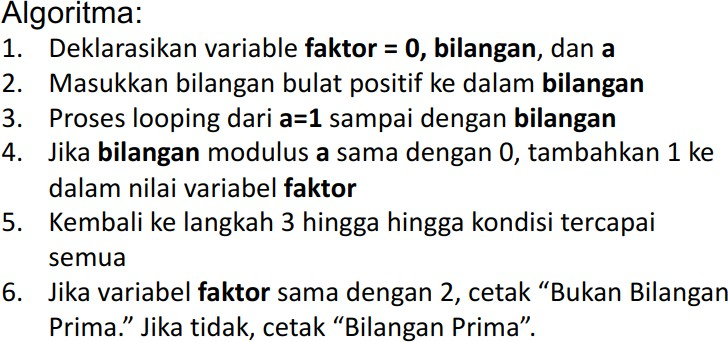 Algoritma:
1. Deklarasikan variable faktor = 0, bilangan, dan a
2. Masukkan bilangan bulat positif ke dalam bilangan
3. Proses looping dari a=1 sampai dengan bilangan
4. Jika bilangan modulus a sama dengan 0, tambahkan 1 ke
dalam nilai variabel faktor
5. Kembali ke langkah 3 hingga hingga kondisi tercapai
semua
6. Jika variabel faktor sama dengan 2, cetak “Bukan Bilangan
Prima.” Jika tidak, cetak “Bilangan Prima”.